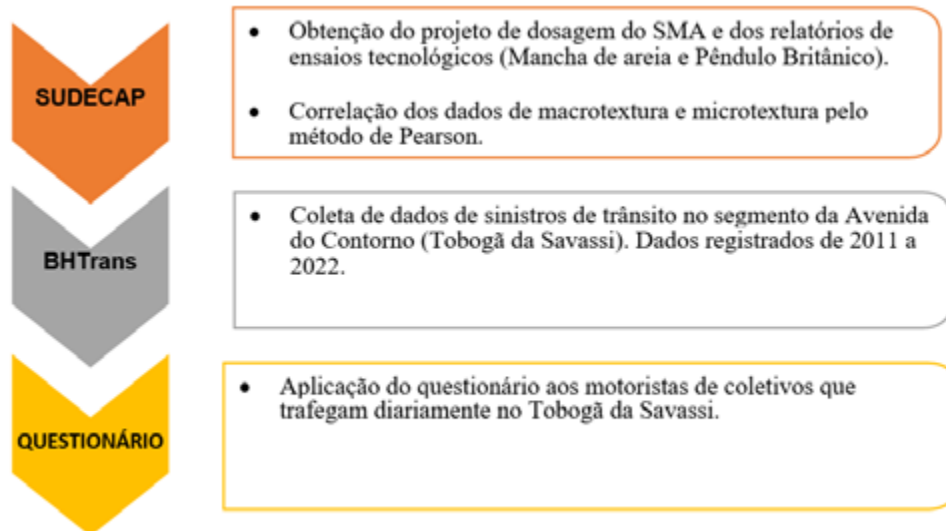 SUDECAP
• Obtenção do projeto de dosagem do SMA e dos relatórios de
ensaios tecnológicos (Mancha de areia e Pêndulo Britânico).
• Correlação dos dados de macrotextura e microtextura pelo
método de Pearson.
BHTrans
• Coleta de dados de sinistros de trânsito no segmento da Avenida
do Contorno (Tobogã da Savassi). Dados registrados de 2011 a
2022.
QUESTIONÁRIO
• Aplicação do questionário aos motoristas de coletivos que
trafegam diariamente no Tobogã da Savassi.